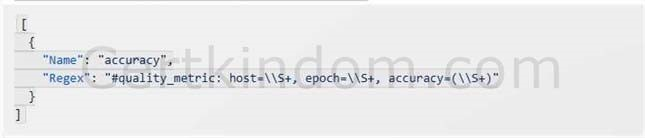 [
{
"Name": "accuracy",
"Regex": "#quality_metric: host=\\S+, epoch=\\S+, accuracy=(\\S+)"
}
]
Certkindom.com